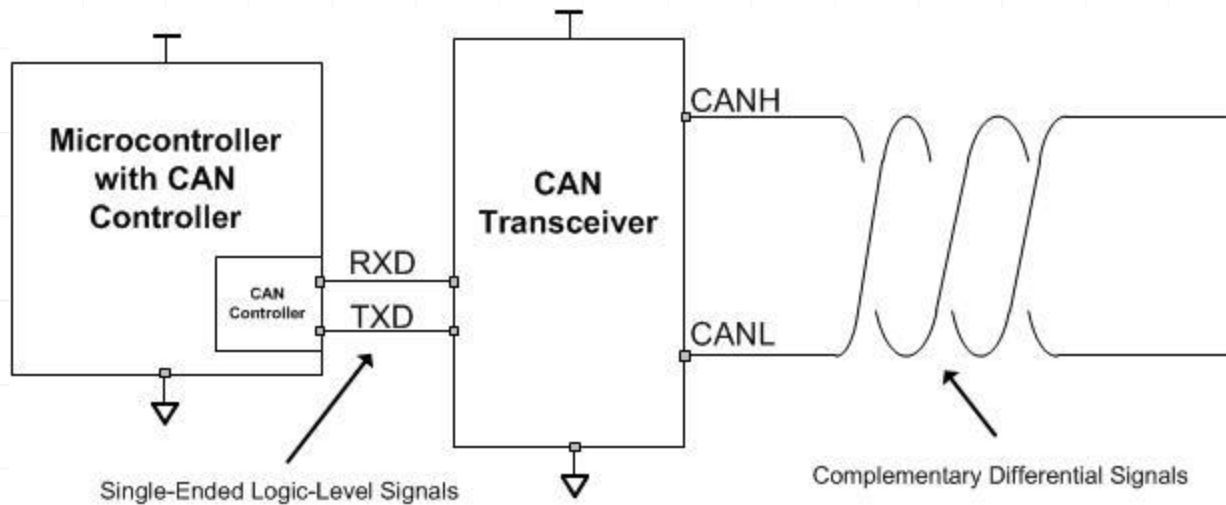 Microcontroller
with CAN
Controller
CAN
Controller
RXD
TXD
CAN
Transceiver
CANH
CANL
Single-Ended Logic-Level Signals
Complementary Differential Signals